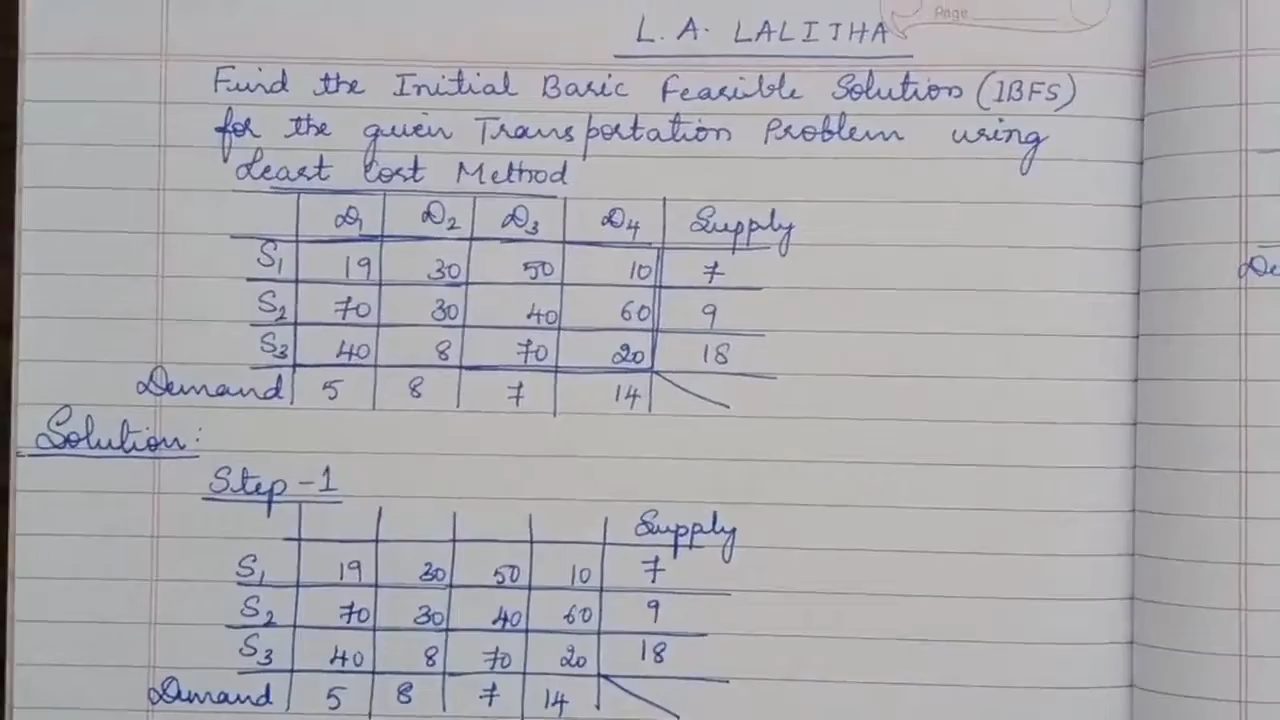 Page
L. A. LALITHA
Find the Initial Basic Feasible Solution (IBFS)
for the given Transportation Problem using
Least Cost Method
D1 D2 D3 D4 Supply
S1 19 30 50 10 7
S2 70 30 40 60 9
S3 40 8 70 20 18
Demand 5 8 7 14
De
Solution:
Step -1
Supply
S1 19 30 50 10 7
S2 70 30 40 60 9
S3 40 8 70 20 18
Demand 5 8 7 14